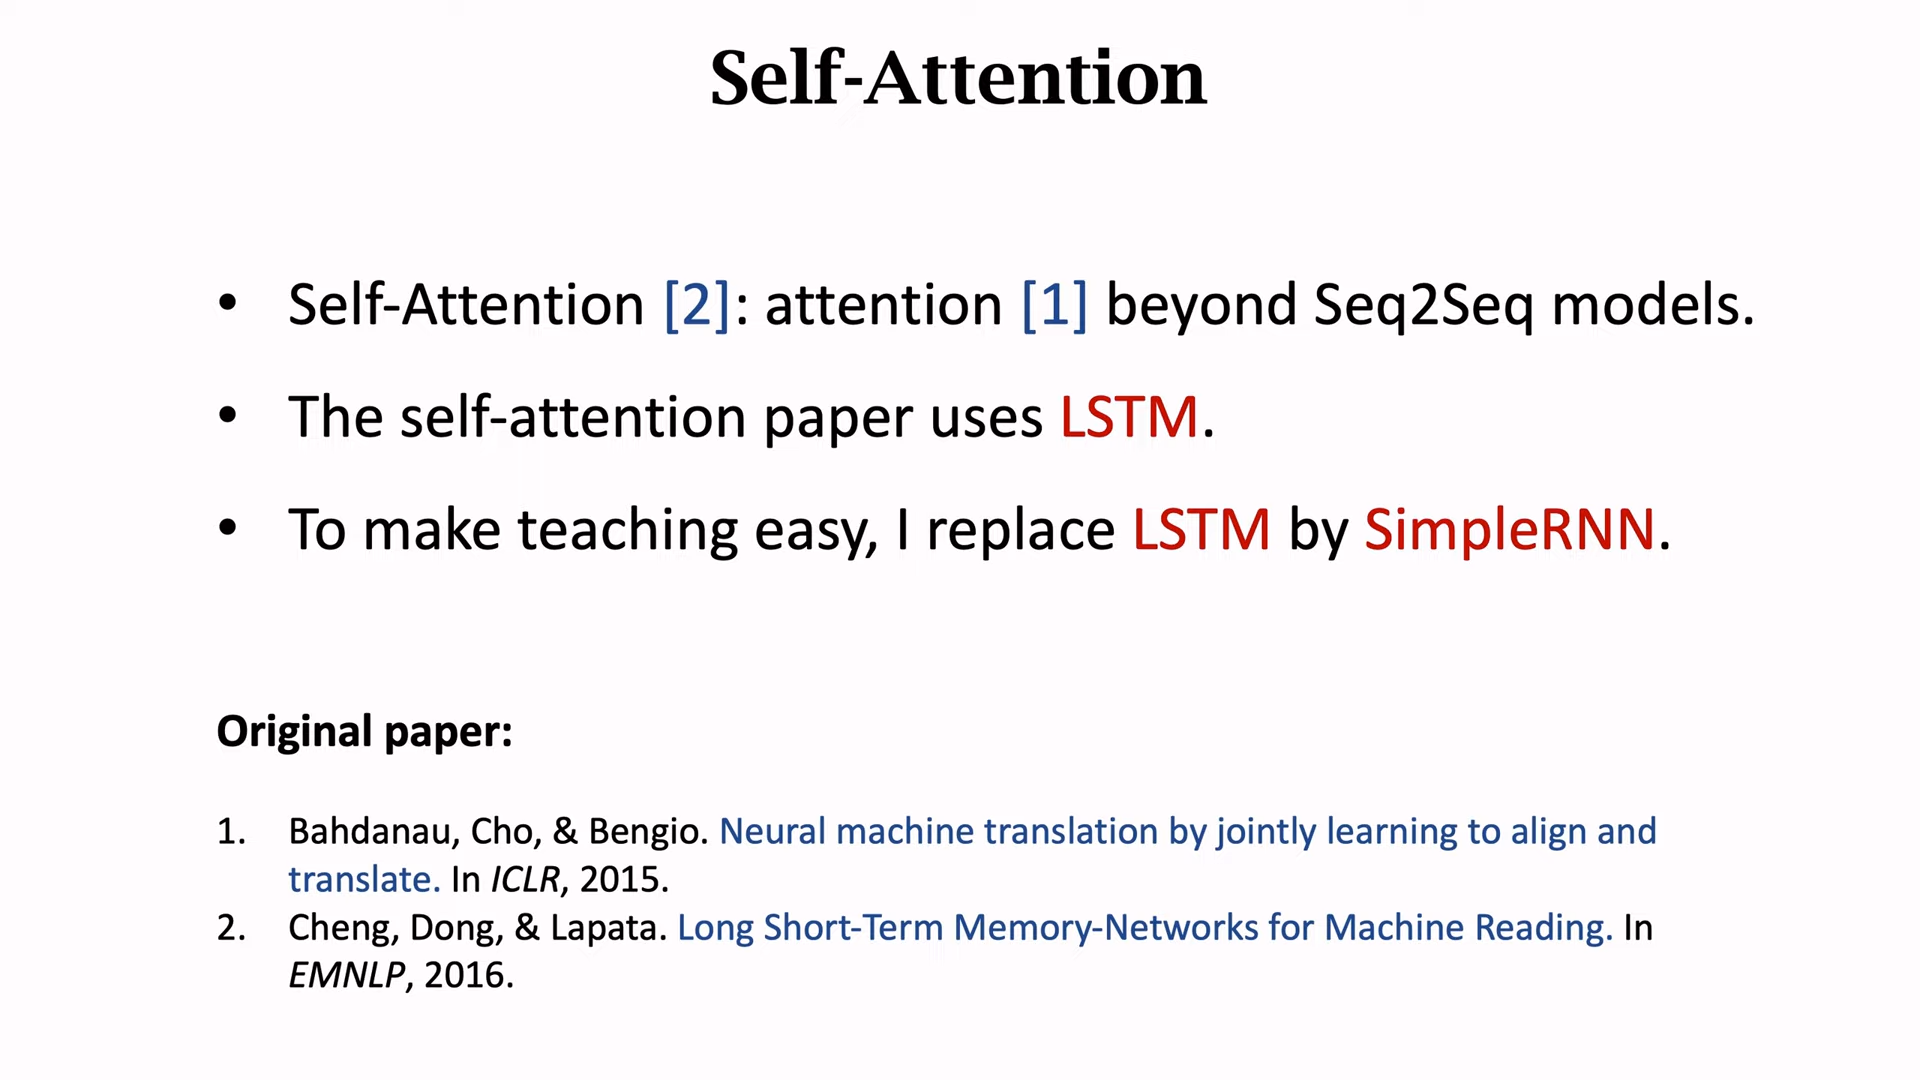 Self-Attention
• Self-Attention [2]: attention [1] beyond Seq2Seq models.
• The self-attention paper uses LSTM.
• To make teaching easy, I replace LSTM by SimpleRNN.
Original paper:
1. Bahdanau, Cho, & Bengio. Neural machine translation by jointly learning to align and
translate. In ICLR, 2015.
2. Cheng, Dong, & Lapata. Long Short-Term Memory-Networks for Machine Reading. In
EMNLP, 2016.